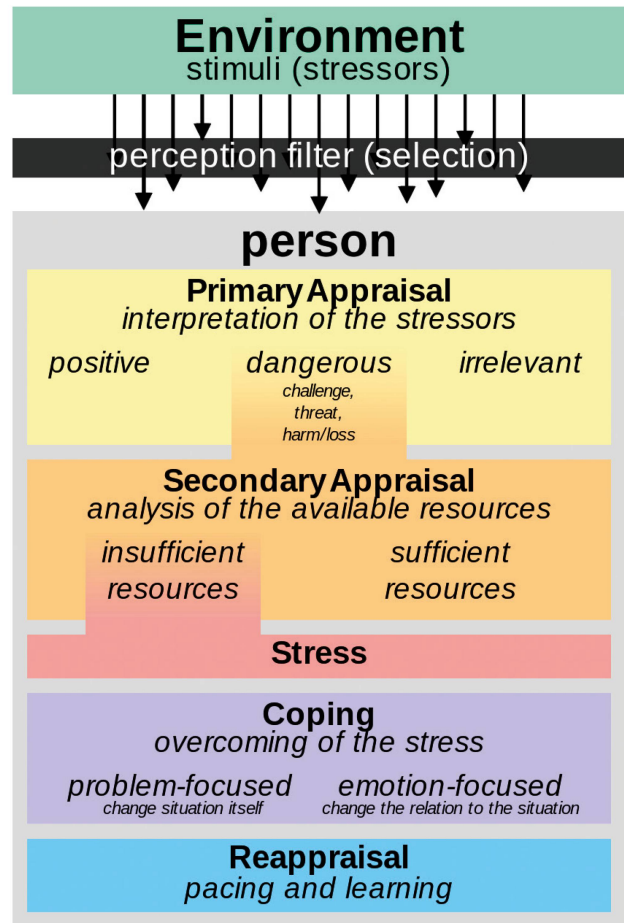 Environment
stimuli (stressors)
perception filter (selection)
person
Primary Appraisal
interpretation of the stressors
positive dangerous irrelevant
challenge,
threat,
harm/loss
Secondary Appraisal
analysis of the available resources
insufficient sufficient
resources resources
Stress
Coping
overcoming of the stress
problem-focused emotion-focused
change situation itself change the relation to the situation
Reappraisal
pacing and learning